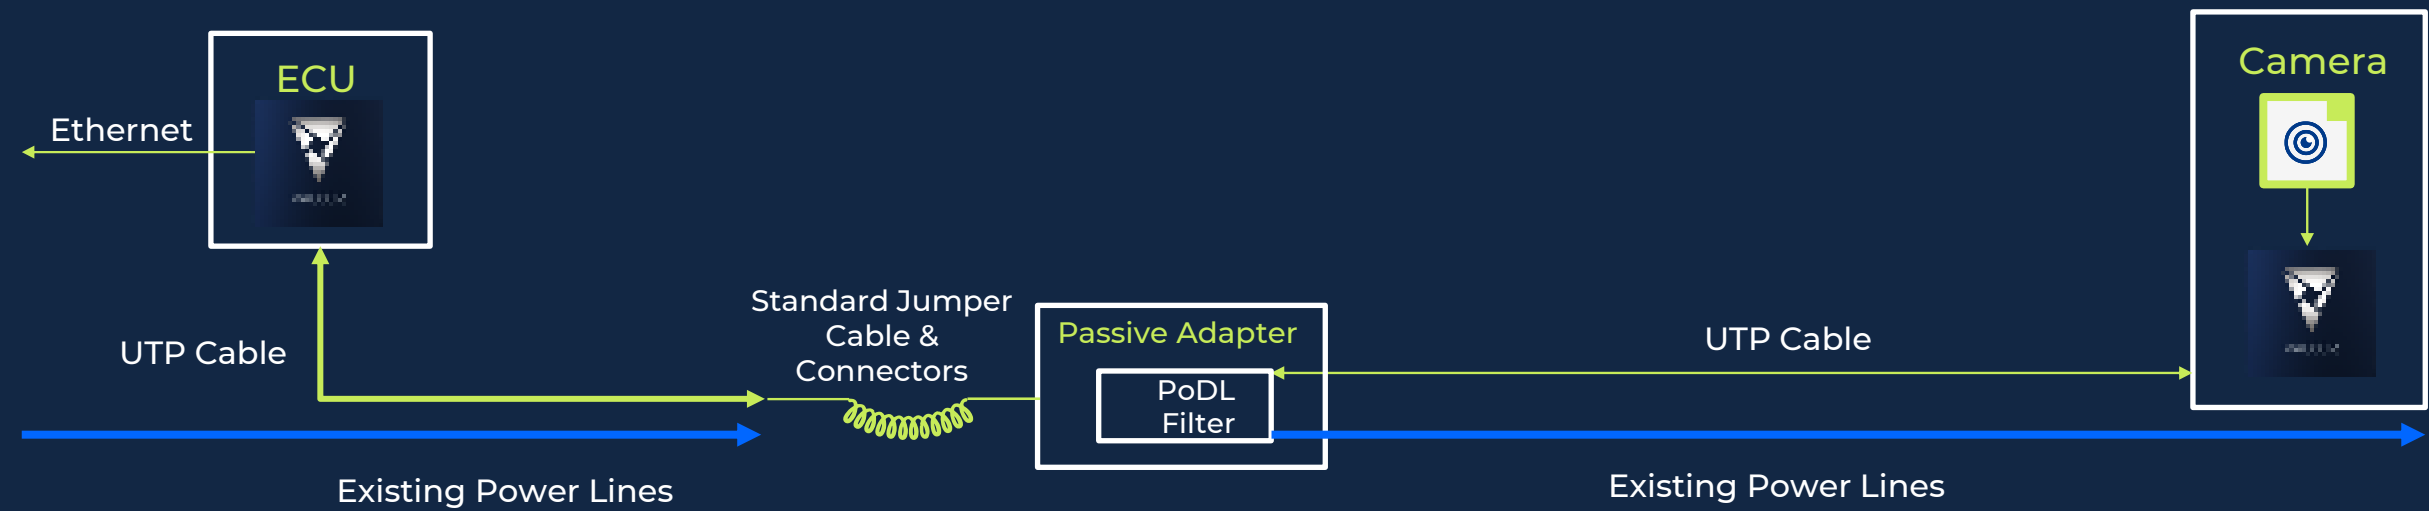 ECU
Ethernet
UTP Cable
Existing Power Lines
Standard Jumper
Cable &
Connectors
Passive Adapter
PoDL
Filter
UTP Cable
Existing Power Lines
Camera